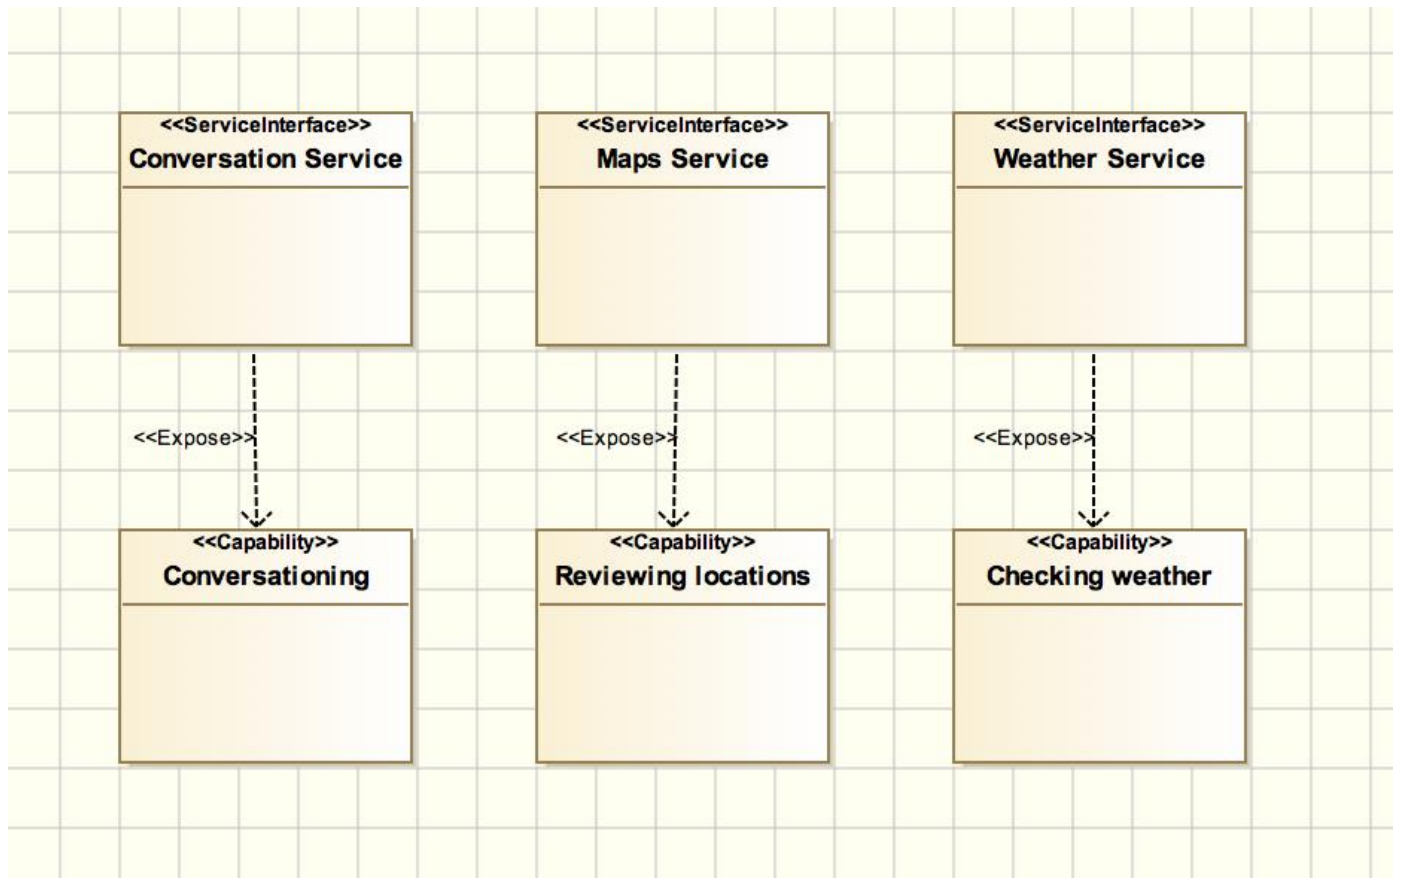 <<ServiceInterface>>
Conversation Service
<<ServiceInterface>>
Maps Service
<<ServiceInterface>>
Weather Service
<<Expose>>
<<Expose>>
<<Expose>>
<<Capability>>
Conversationing
<<Capability>>
Reviewing locations
<<Capability>>
Checking weather